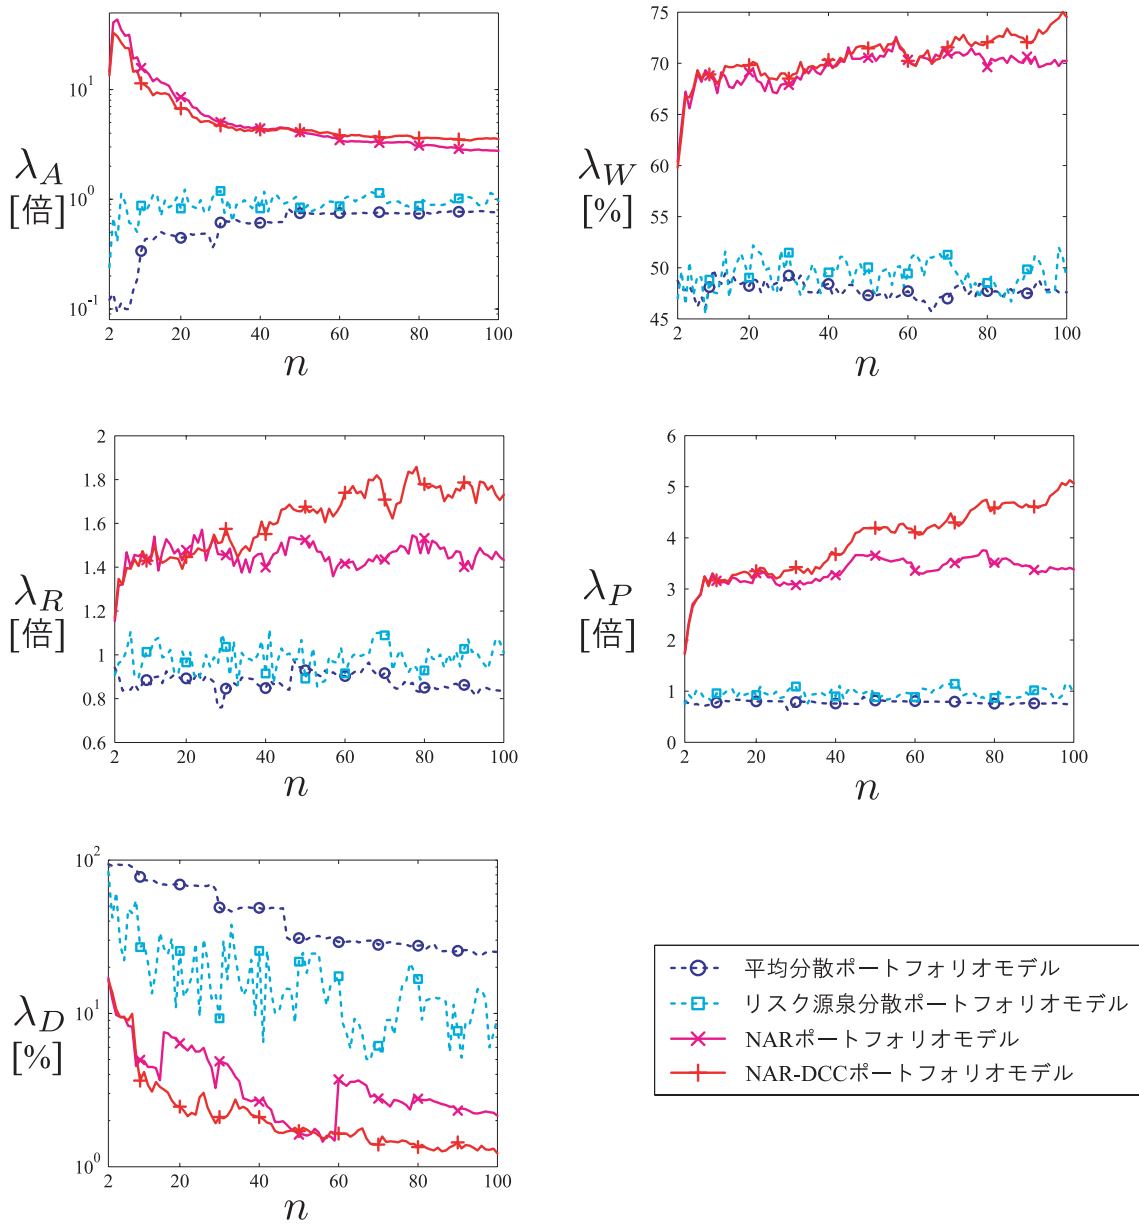 10^1
10^0
10^-1
λ_A
[倍]
2 20 40 60 80 100
n
75
70
65
60
55
50
45
λ_W
[%]
2 20 40 60 80 100
n
2
1.8
1.6
1.4
1.2
1
0.8
0.6
λ_R
[倍]
2 20 40 60 80 100
n
6
5
4
3
2
1
0
λ_P
[倍]
2 20 40 60 80 100
n
10^2
10^1
10^0
λ_D
[%]
2 20 40 60 80 100
n
平均分散ポートフォリオモデル
リスク源泉分散ポートフォリオモデル
NARポートフォリオモデル
NAR-DCCポートフォリオモデル